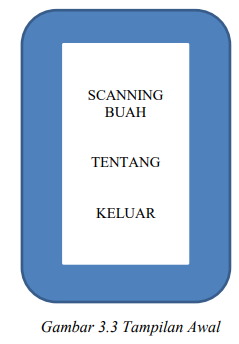 SCANNING
BUAH
TENTANG
KELUAR
Gambar 3.3 Tampilan Awal